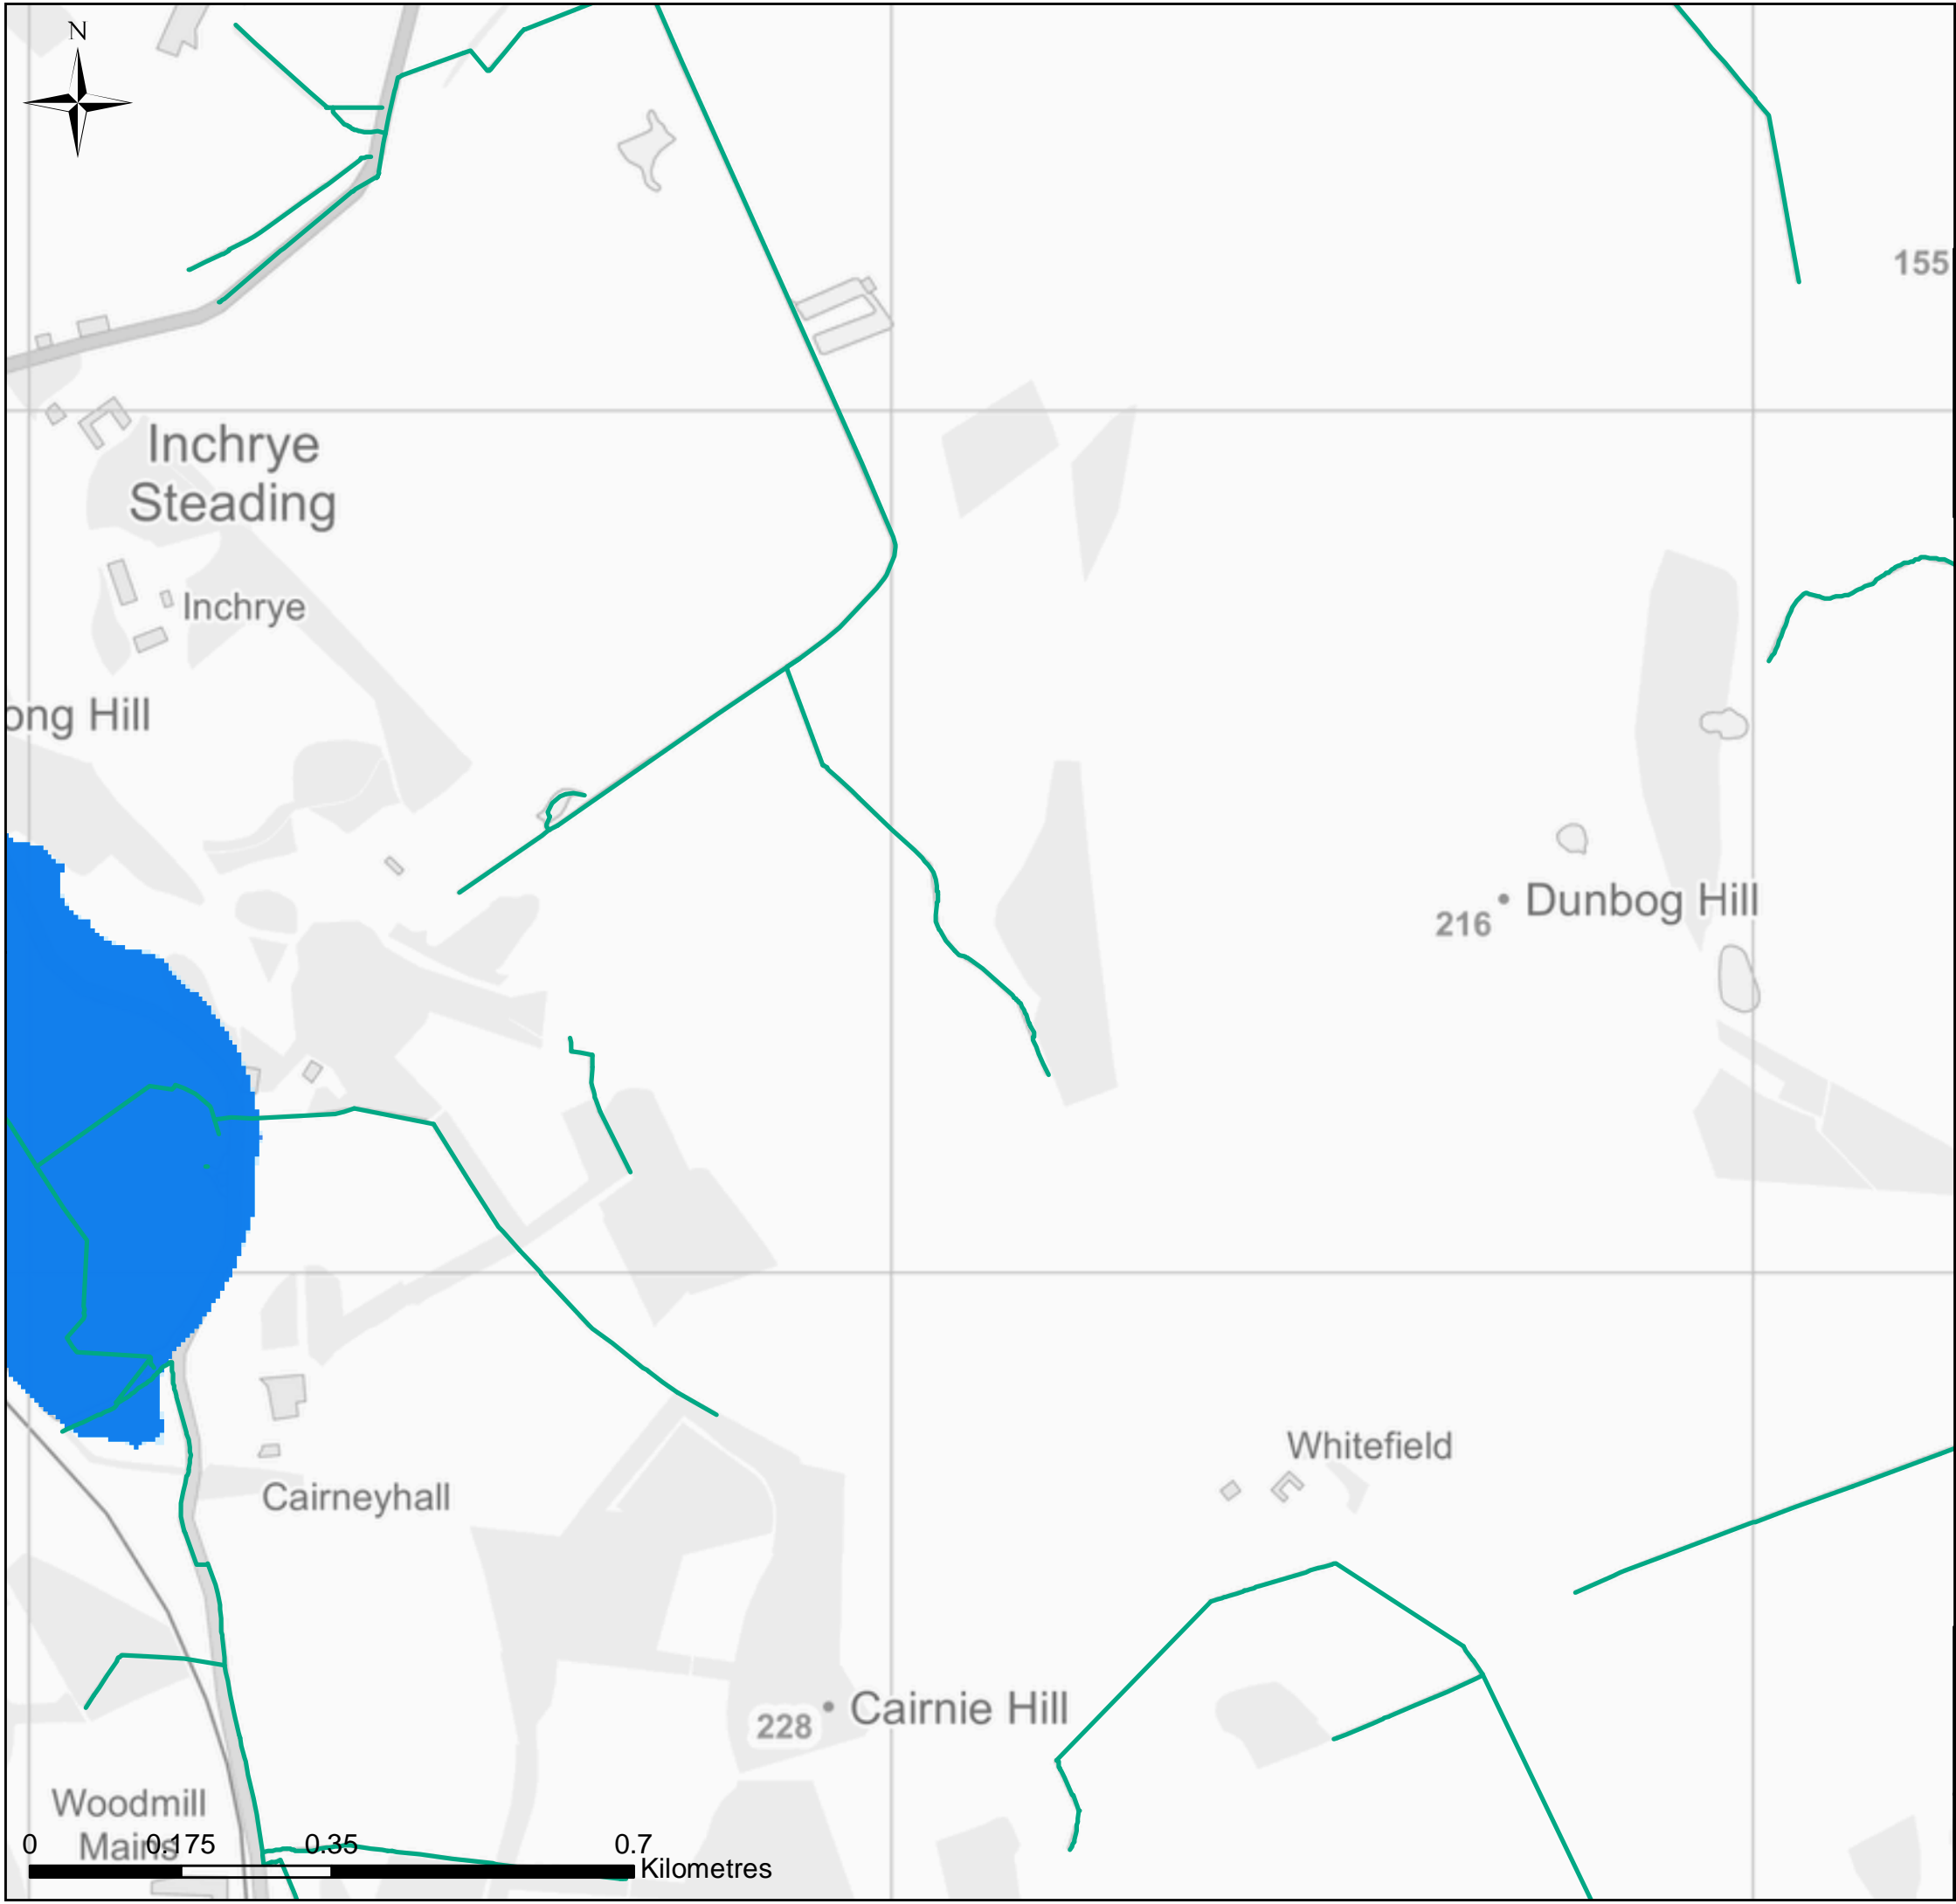 N
155
Inchrye
Steading
Inchrye
ong Hill
Dunbog Hill
216
Whitefield
Cairneyhall
Cairnie Hill
228
Woodmill
Mains
0 0.175 0.35 0.7
Kilometres